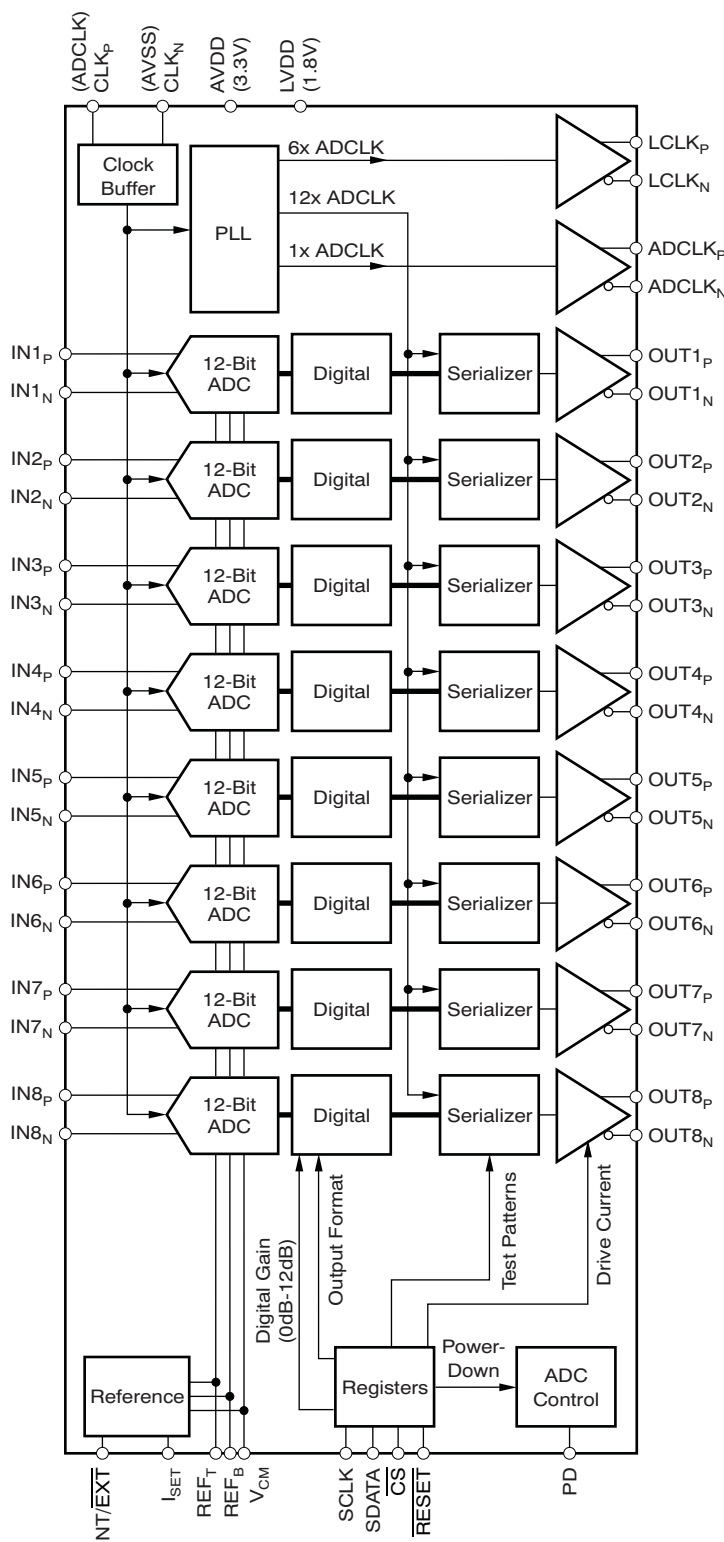 (ADCLK)
CLKP
(AVSS)
CLKN
AVDD
(3.3V)
LVDD
(1.8V)
Clock
Buffer
PLL
6x ADCLK
12x ADCLK
1x ADCLK
LCLKP
LCLKN
ADCLKP
ADCLKN
IN1P
IN1N
12-Bit
ADC
Digital
Serializer
OUT1P
OUT1N
IN2P
IN2N
12-Bit
ADC
Digital
Serializer
OUT2P
OUT2N
IN3P
IN3N
12-Bit
ADC
Digital
Serializer
OUT3P
OUT3N
IN4P
IN4N
12-Bit
ADC
Digital
Serializer
OUT4P
OUT4N
IN5P
IN5N
12-Bit
ADC
Digital
Serializer
OUT5P
OUT5N
IN6P
IN6N
12-Bit
ADC
Digital
Serializer
OUT6P
OUT6N
IN7P
IN7N
12-Bit
ADC
Digital
Serializer
OUT7P
OUT7N
IN8P
IN8N
12-Bit
ADC
Digital
Serializer
OUT8P
OUT8N
Digital Gain
(0dB-12dB)
Output Format
Test Patterns
Drive Current
Reference
Registers
Power-
Down
ADC
Control
NT/EXT
ISET
REFT
REFB
VCM
SCLK
SDATA
CS
RESET
PD